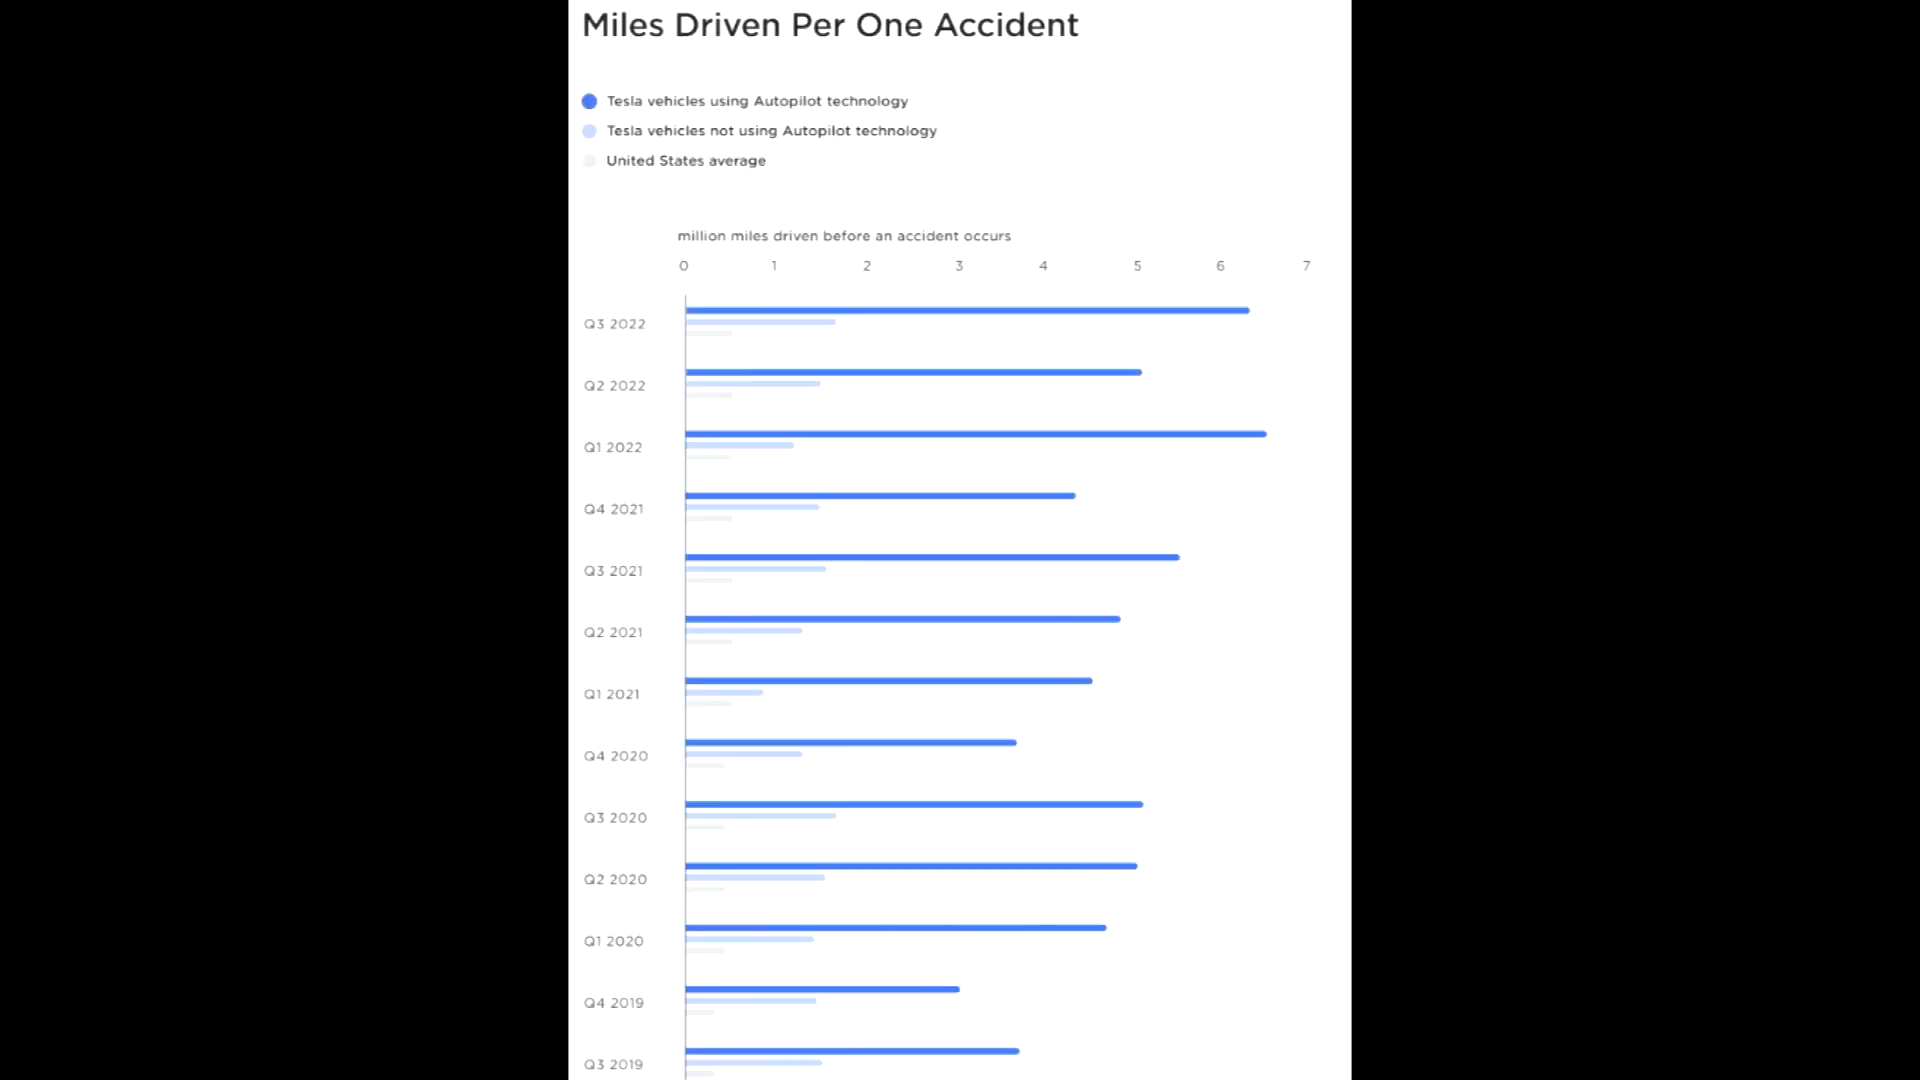 Miles Driven Per One Accident
Tesla vehicles using Autopilot technology
Tesla vehicles not using Autopilot technology
United States average
million miles driven before an accident occurs
0 1 2 3 4 5 6 7
Q3 2022
Q2 2022
Q1 2022
Q4 2021
Q3 2021
Q2 2021
Q1 2021
Q4 2020
Q3 2020
Q2 2020
Q1 2020
Q4 2019
Q3 2019